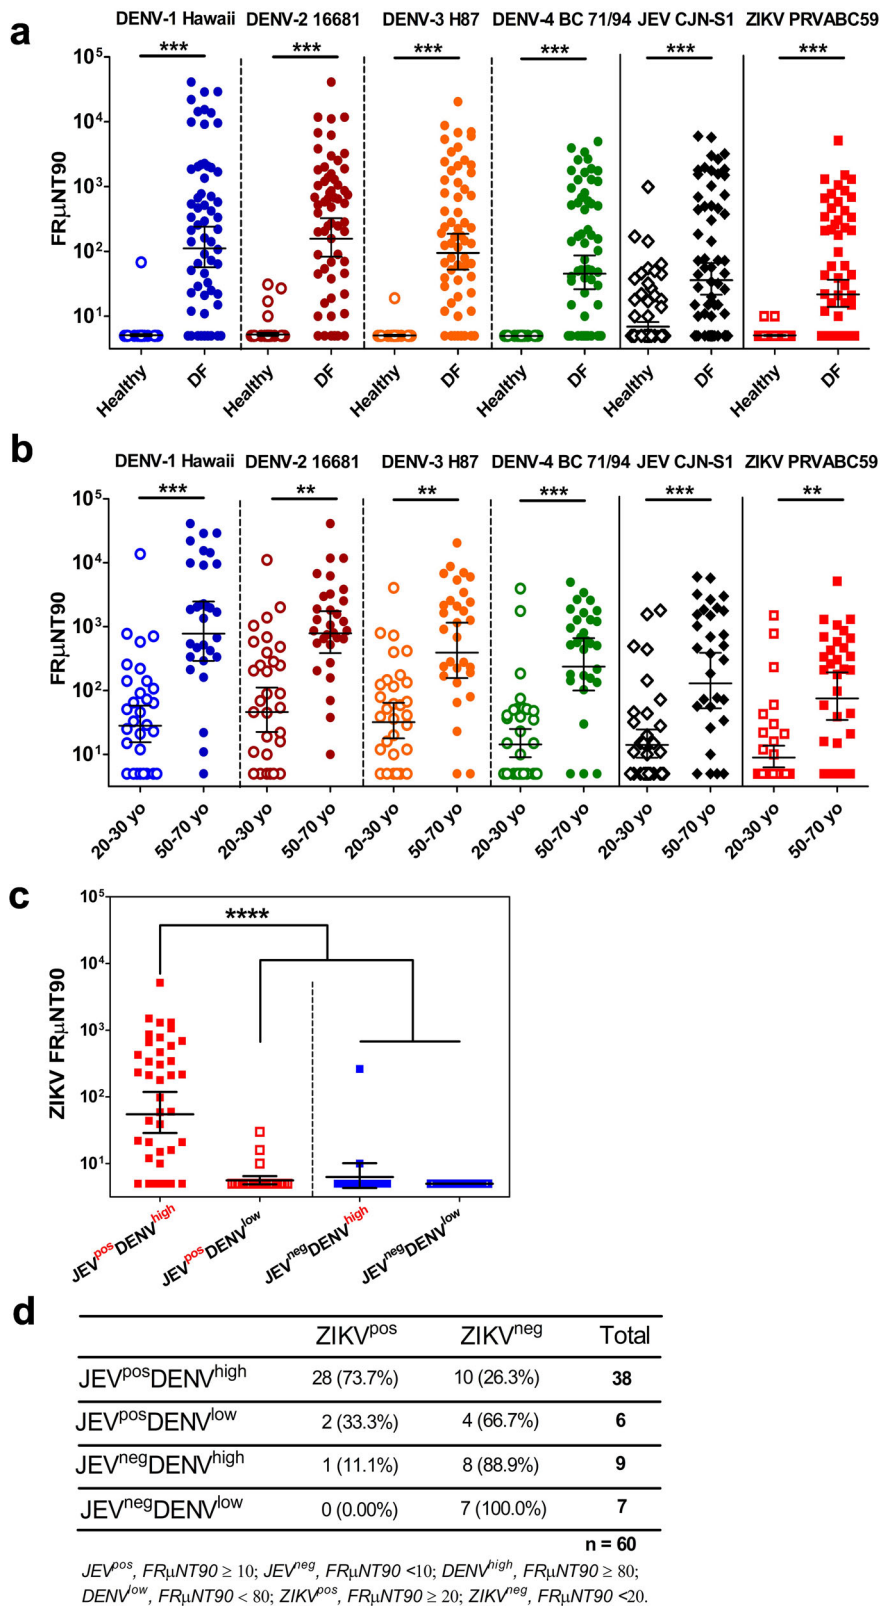 a
DENV-1 Hawaii DENV-2 16681 DENV-3 H87 DENV-4 BC 71/94 JEV CJN-S1 ZIKV PRVABC59
*** *** *** *** *** ***
FRμNT90
10⁵
10⁴
10³
10²
10¹
Healthy DF Healthy DF Healthy DF Healthy DF Healthy DF Healthy DF
b
DENV-1 Hawaii DENV-2 16681 DENV-3 H87 DENV-4 BC 71/94 JEV CJN-S1 ZIKV PRVABC59
*** ** ** *** *** **
FRμNT90
10⁵
10⁴
10³
10²
10¹
20-30 yo 50-70 yo 20-30 yo 50-70 yo 20-30 yo 50-70 yo 20-30 yo 50-70 yo 20-30 yo 50-70 yo 20-30 yo 50-70 yo
c
****
ZIKV FRμNT90
10⁵
10⁴
10³
10²
10¹
JEVᵖᵒˢDENVʰⁱᵍʰ JEVᵖᵒˢDENVˡᵒʷ JEVⁿᵉᵍDENVʰⁱᵍʰ JEVⁿᵉᵍDENVˡᵒʷ
d
ZIKVᵖᵒˢ ZIKVⁿᵉᵍ Total
JEVᵖᵒˢDENVʰⁱᵍʰ 28 (73.7%) 10 (26.3%) 38
JEVᵖᵒˢDENVˡᵒʷ 2 (33.3%) 4 (66.7%) 6
JEVⁿᵉᵍDENVʰⁱᵍʰ 1 (11.1%) 8 (88.9%) 9
JEVⁿᵉᵍDENVˡᵒʷ 0 (0.00%) 7 (100.0%) 7
n = 60
JEVᵖᵒˢ, FRμNT90 ≥ 10; JEVⁿᵉᵍ, FRμNT90 <10; DENVʰⁱᵍʰ, FRμNT90 ≥ 80;
DENVˡᵒʷ, FRμNT90 < 80; ZIKVᵖᵒˢ, FRμNT90 ≥ 20; ZIKVⁿᵉᵍ, FRμNT90 <20.